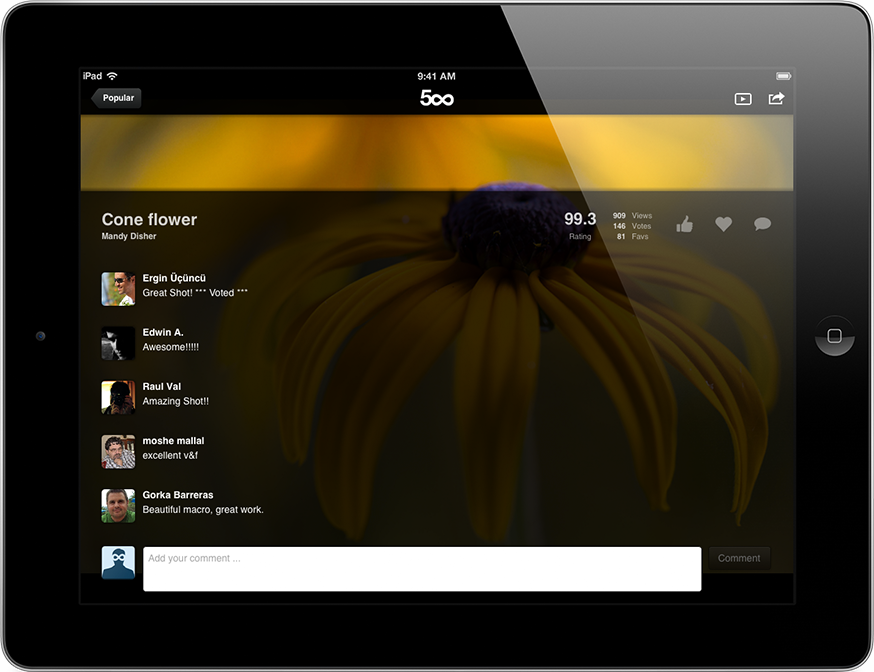 iPad 9:41 AM
Popular
500
Cone flower
Mandy Disher
99.3
Rating
909 Views
146 Votes
81 Favs
Ergin Üçüncü
Great Shot! *** Voted ***
Edwin A.
Awesome!!!!!
Raul Val
Amazing Shot!!
moshe mallal
excellent v&f
Gorka Barreras
Beautiful macro, great work.
Add your comment ...
Comment